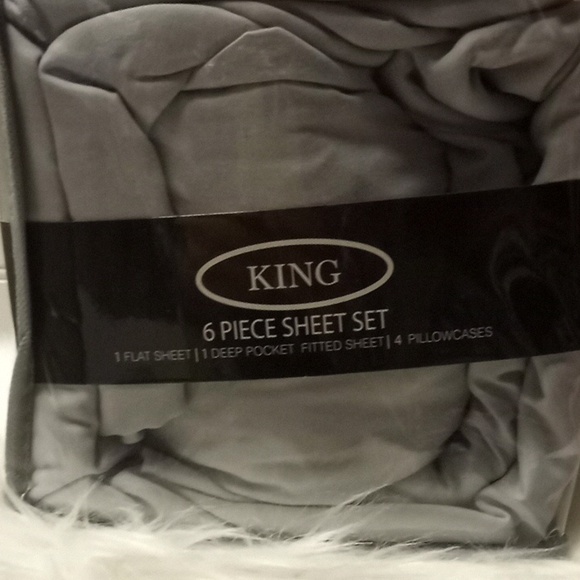 KING
6 PIECE SHEET SET
1 FLAT SHEET | 1 DEEP POCKET FITTED SHEET | 4 PILLOWCASES